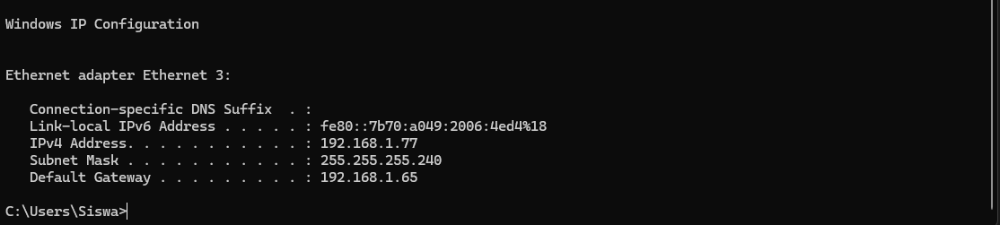 Windows IP Configuration
Ethernet adapter Ethernet 3:
Connection-specific DNS Suffix  . :
Link-local IPv6 Address . . . . . : fe80::7b70:a049:2006:4ed4%18
IPv4 Address. . . . . . . . . . . : 192.168.1.77
Subnet Mask . . . . . . . . . . . : 255.255.255.240
Default Gateway . . . . . . . . . : 192.168.1.65
C:\Users\Siswa>